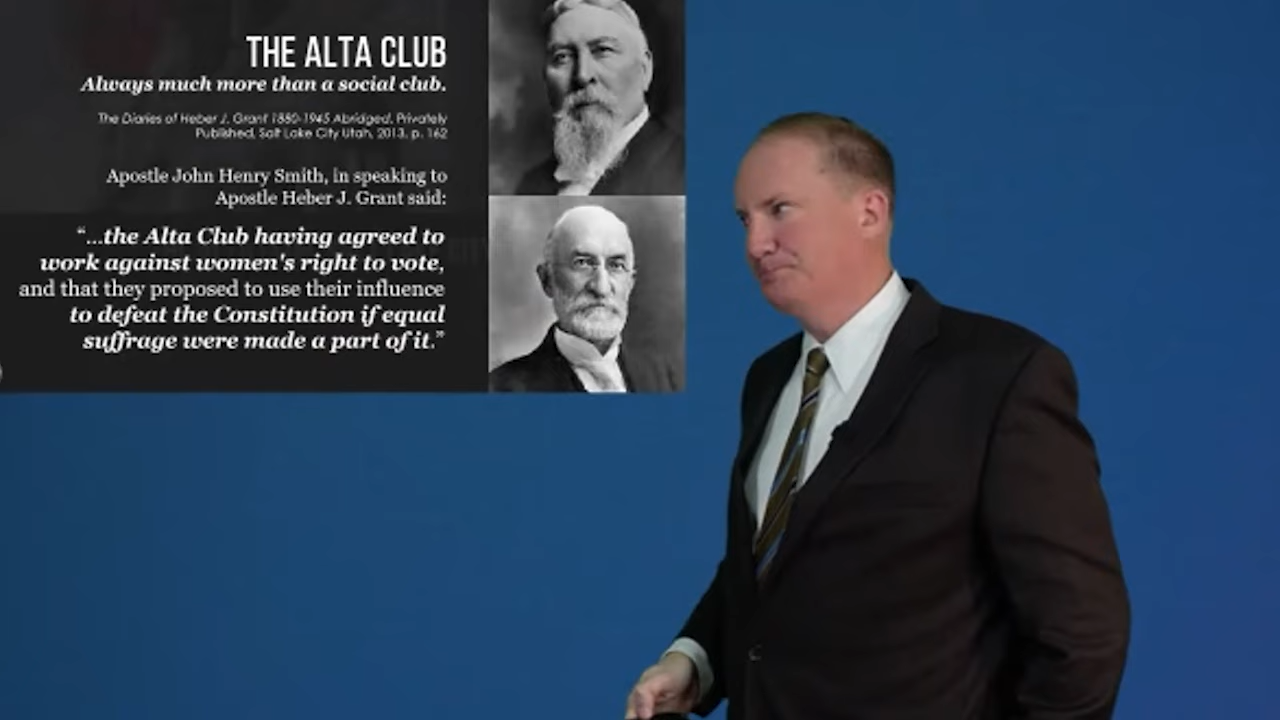 THE ALTA CLUB
Always much more than a social club.
The Diaries of Heber J. Grant 1880-1945 Abridged, Privately
Published, Salt Lake City Utah, 2013, p. 162
Apostle John Henry Smith, in speaking to
Apostle Heber J. Grant said:
“...the Alta Club having agreed to
work against women's right to vote,
and that they proposed to use their influence
to defeat the Constitution if equal
suffrage were made a part of it.”